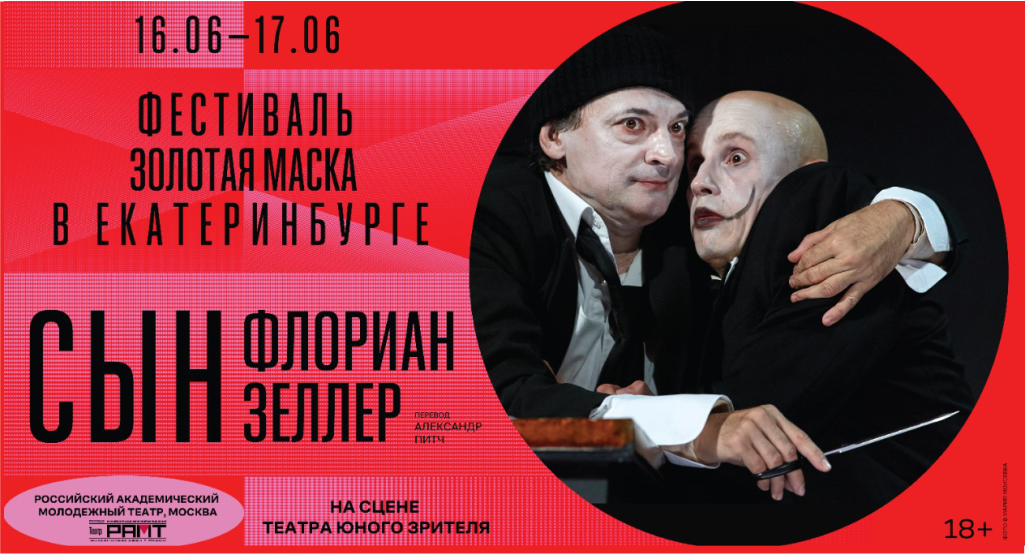 16.06—17.06
ФЕСТИВАЛЬ
ЗОЛОТАЯ МАСКА
В ЕКАТЕРИНБУРГЕ
СЫН
ФЛОРИАН
ЗЕЛЛЕР
ПЕРЕВОД
АЛЕКСАНДР
ПИТЧ
РОССИЙСКИЙ АКАДЕМИЧЕСКИЙ
МОЛОДЕЖНЫЙ ТЕАТР, МОСКВА
Театр РАМТ
НА СЦЕНЕ
ТЕАТРА ЮНОГО ЗРИТЕЛЯ
18+